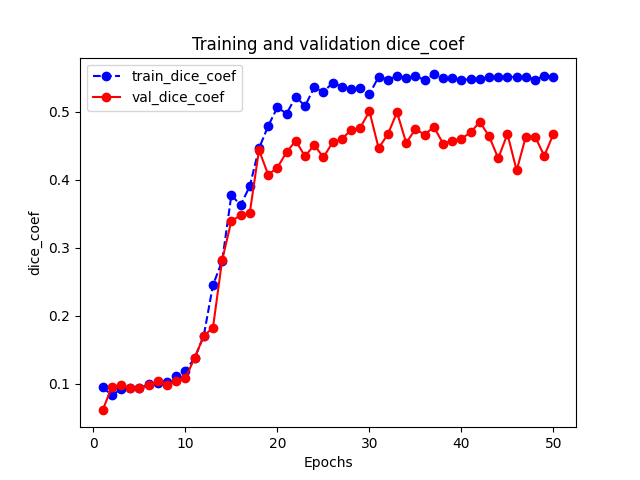 Training and validation dice_coef
train_dice_coef
val_dice_coef
dice_coef
0.5
0.4
0.3
0.2
0.1
0 10 20 30 40 50
Epochs